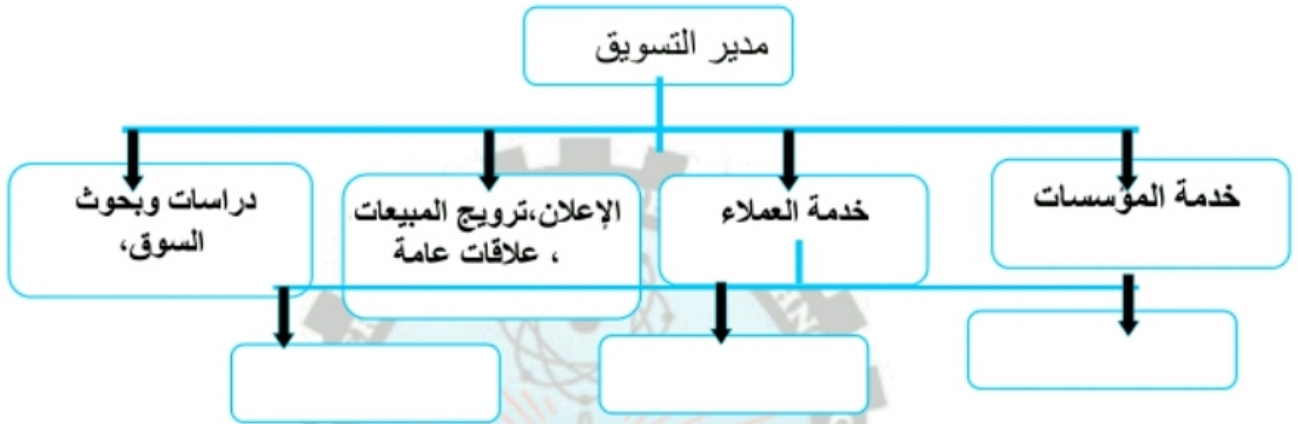 مدير التسويق
خدمة المؤسسات
خدمة العملاء
الإعلان،ترويج المبيعات
، علاقات عامة
دراسات وبحوث
السوق،